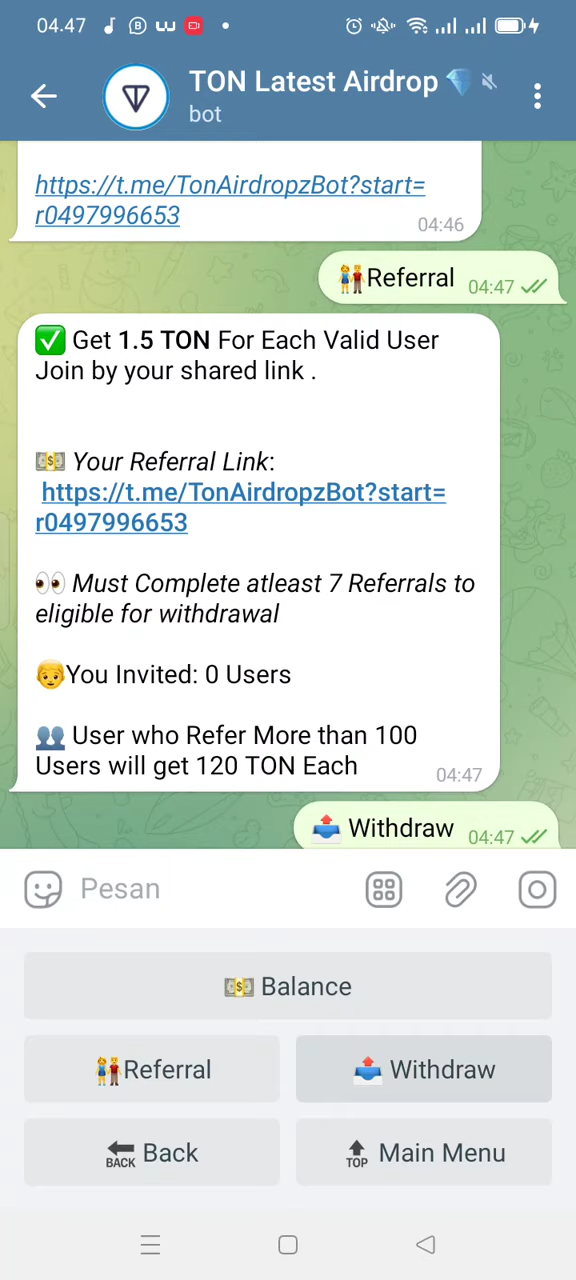 04.47
TON Latest Airdrop
bot
https://t.me/TonAirdropzBot?start=
r0497996653
04:46
Referral 04:47
Get 1.5 TON For Each Valid User
Join by your shared link .
04:47
Your Referral Link:
https://t.me/TonAirdropzBot?start=
r0497996653
Must Complete atleast 7 Referrals to
eligible for withdrawal
You Invited: 0 Users
User who Refer More than 100
Users will get 120 TON Each
04:47
Withdraw 04:47
Pesan
Balance
Referral
Withdraw
BACK Back
TOP Main Menu